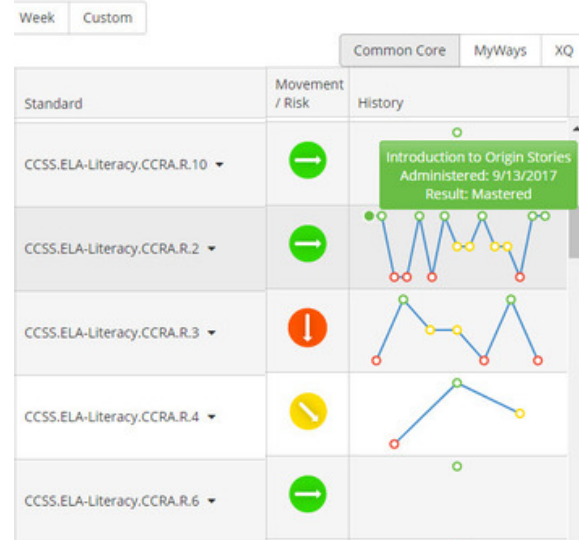 Week Custom
Common Core MyWays XQ
Standard Movement / Risk History
CCSS.ELA-Literacy.CCRA.R.10
Introduction to Origin Stories
Administered: 9/13/2017
Result: Mastered
CCSS.ELA-Literacy.CCRA.R.2
CCSS.ELA-Literacy.CCRA.R.3
CCSS.ELA-Literacy.CCRA.R.4
CCSS.ELA-Literacy.CCRA.R.6